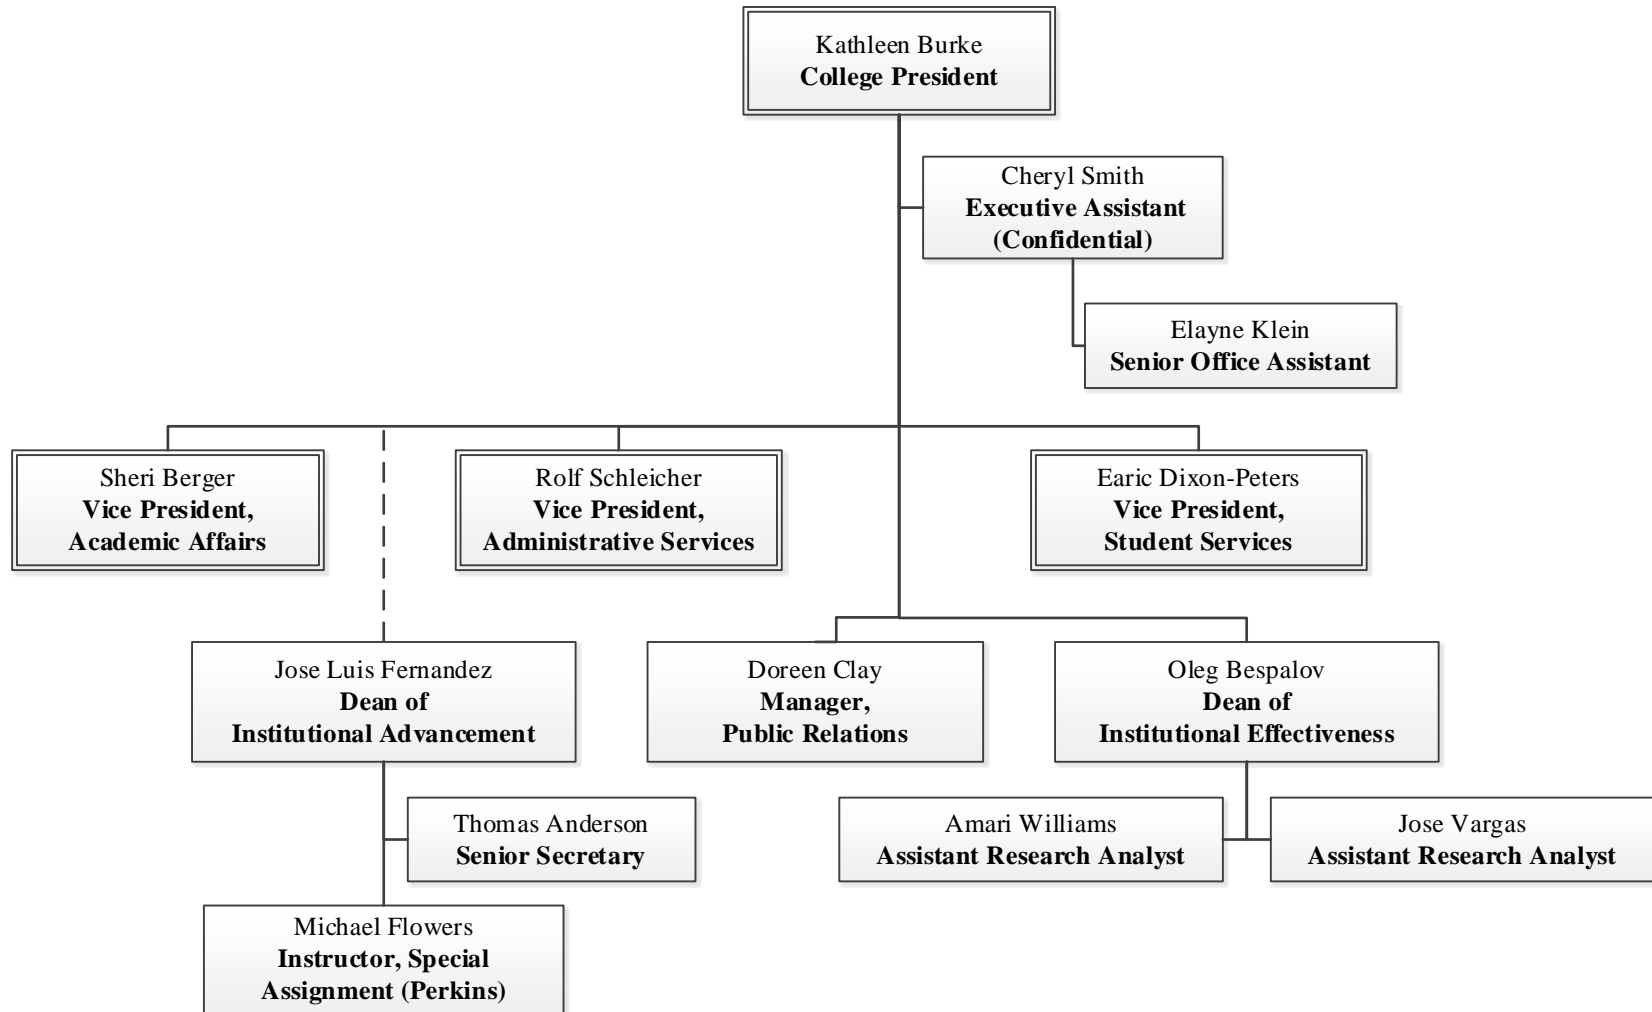 Kathleen Burke
College President
Cheryl Smith
Executive Assistant
(Confidential)
Elayne Klein
Senior Office Assistant
Sheri Berger
Vice President,
Academic Affairs
Rolf Schleicher
Vice President,
Administrative Services
Earic Dixon-Peters
Vice President,
Student Services
Jose Luis Fernandez
Dean of
Institutional Advancement
Doreen Clay
Manager,
Public Relations
Oleg Bespalov
Dean of
Institutional Effectiveness
Thomas Anderson
Senior Secretary
Amari Williams
Assistant Research Analyst
Jose Vargas
Assistant Research Analyst
Michael Flowers
Instructor, Special
Assignment (Perkins)